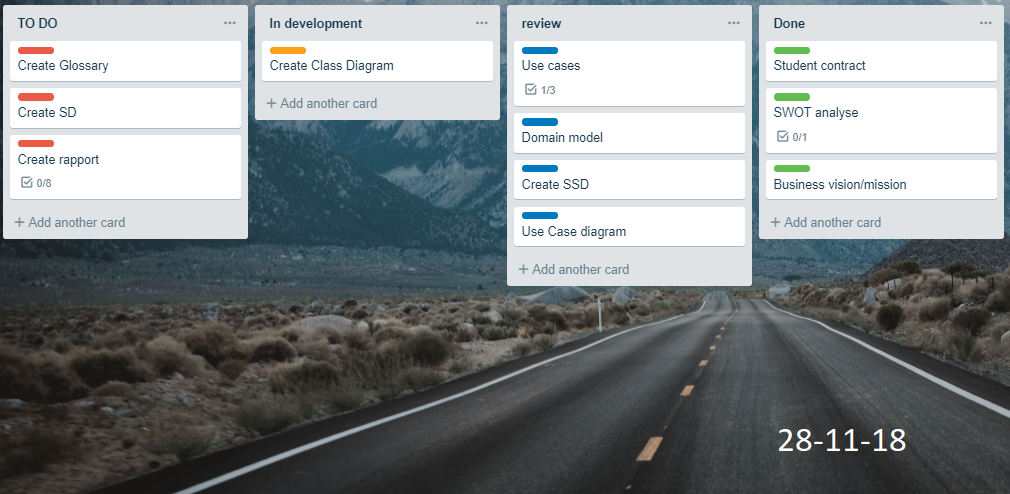 TO DO
Create Glossary
Create SD
Create rapport
0/8
+ Add another card
In development
Create Class Diagram
+ Add another card
review
Use cases
1/3
Domain model
Create SSD
Use Case diagram
+ Add another card
Done
Student contract
SWOT analyse
0/1
Business vision/mission
+ Add another card
28-11-18